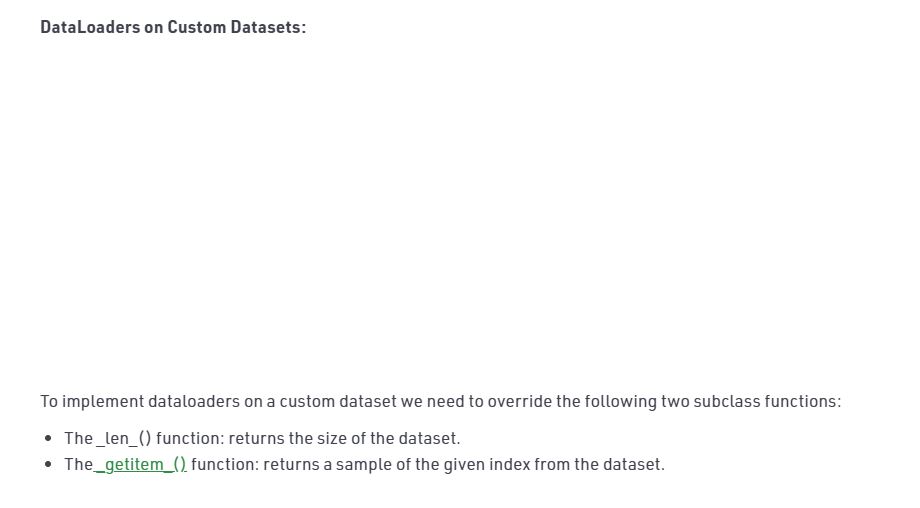 DataLoaders on Custom Datasets:
To implement dataloaders on a custom dataset we need to override the following two subclass functions:
• The _len_() function: returns the size of the dataset.
• The _getitem_() function: returns a sample of the given index from the dataset.